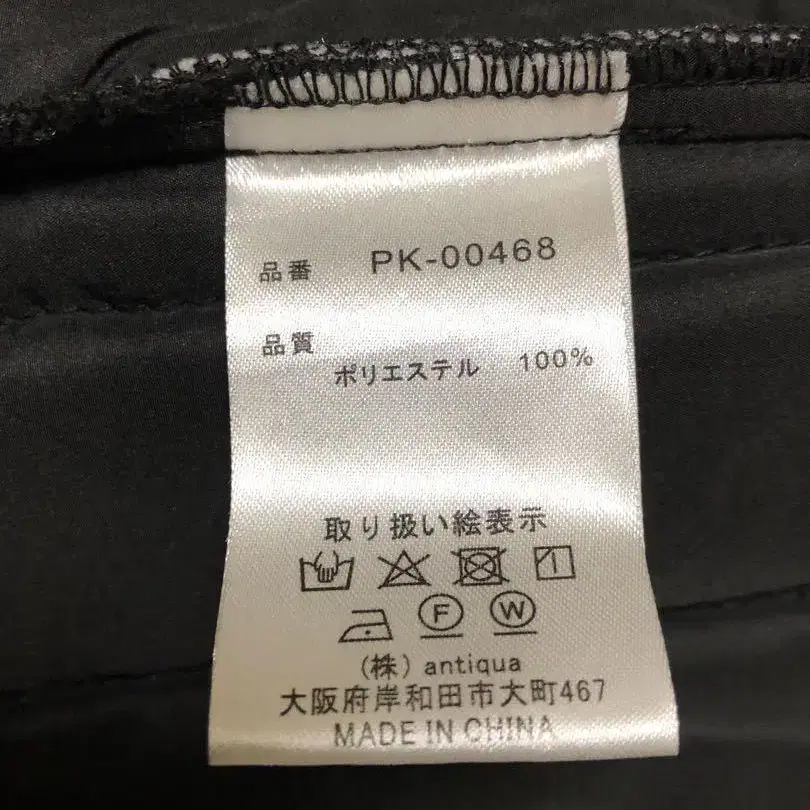 品番 PK-00468
品質
ポリエステル 100%
取り扱い絵表示
F W
(株) antiqua
大阪府岸和田市大町467
MADE IN CHINA